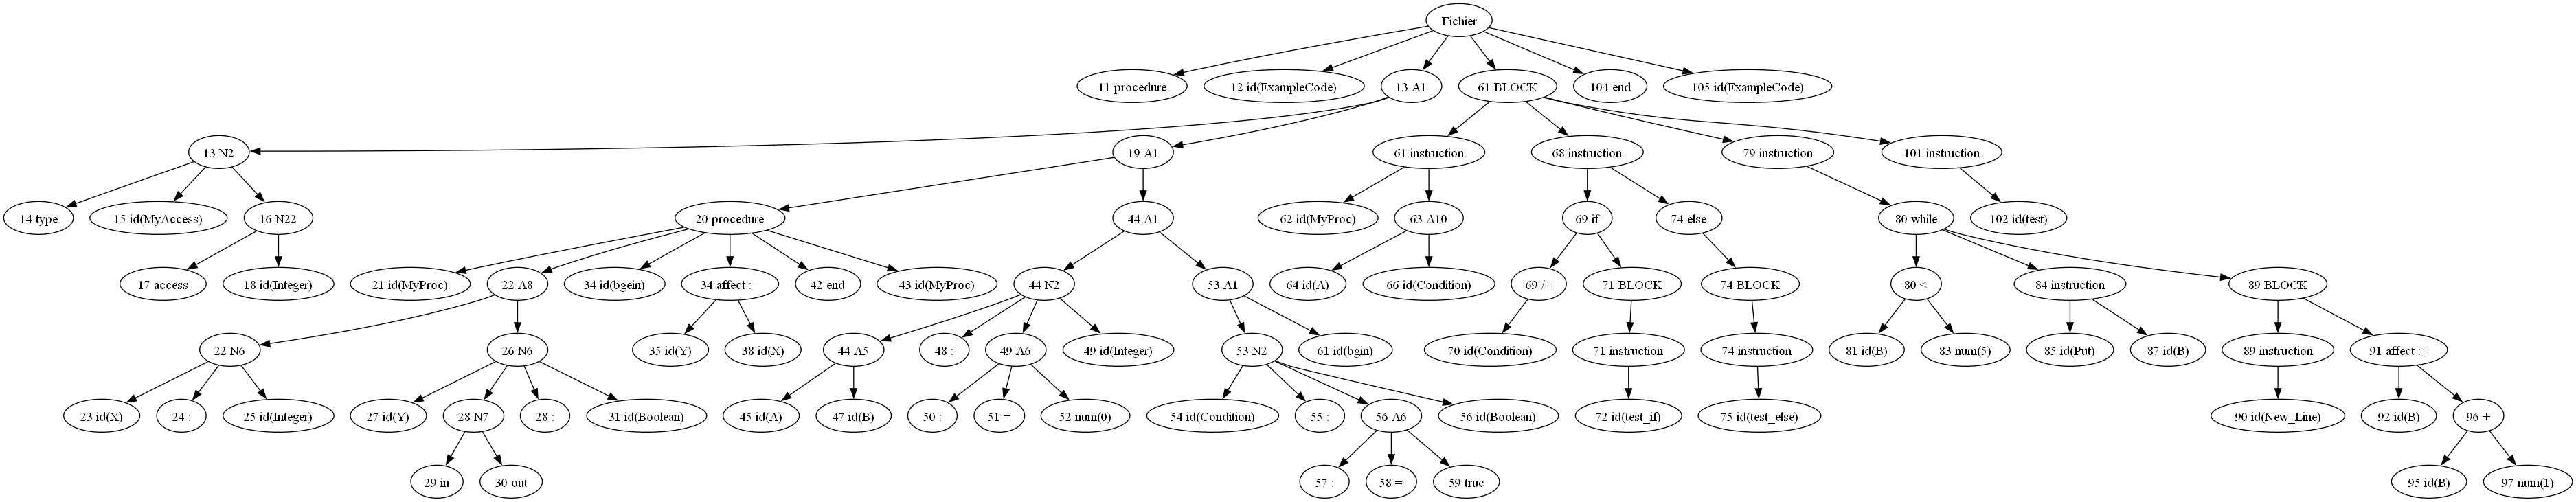 Fichier
11 procedure 12 id(ExampleCode) 13 A1 61 BLOCK 104 end 105 id(ExampleCode)
13 N2 19 A1 61 instruction 68 instruction 79 instruction 101 instruction
14 type 15 id(MyAccess) 16 N22 20 procedure 44 A1 62 id(MyProc) 63 A10 69 if 74 else 80 while 102 id(test)
17 access 18 id(Integer) 21 id(MyProc) 22 A8 34 id(bgein) 34 affect := 42 end 43 id(MyProc) 44 N2 53 A1 64 id(A) 66 id(Condition) 69 /= 71 BLOCK 74 BLOCK 80 < 84 instruction 89 BLOCK
22 N6 26 N6 35 id(Y) 38 id(X) 44 A5 48 : 49 A6 49 id(Integer) 53 N2 61 id(bgin) 70 id(Condition) 71 instruction 74 instruction 81 id(B) 83 num(5) 85 id(Put) 87 id(B) 89 instruction 91 affect :=
23 id(X) 24 : 25 id(Integer) 27 id(Y) 28 N7 28 : 31 id(Boolean) 45 id(A) 47 id(B) 50 : 51 = 52 num(0) 54 id(Condition) 55 : 56 A6 56 id(Boolean) 72 id(test_if) 75 id(test_else) 90 id(New_Line) 92 id(B) 96 +
29 in 30 out 57 : 58 = 59 true 95 id(B) 97 num(1)